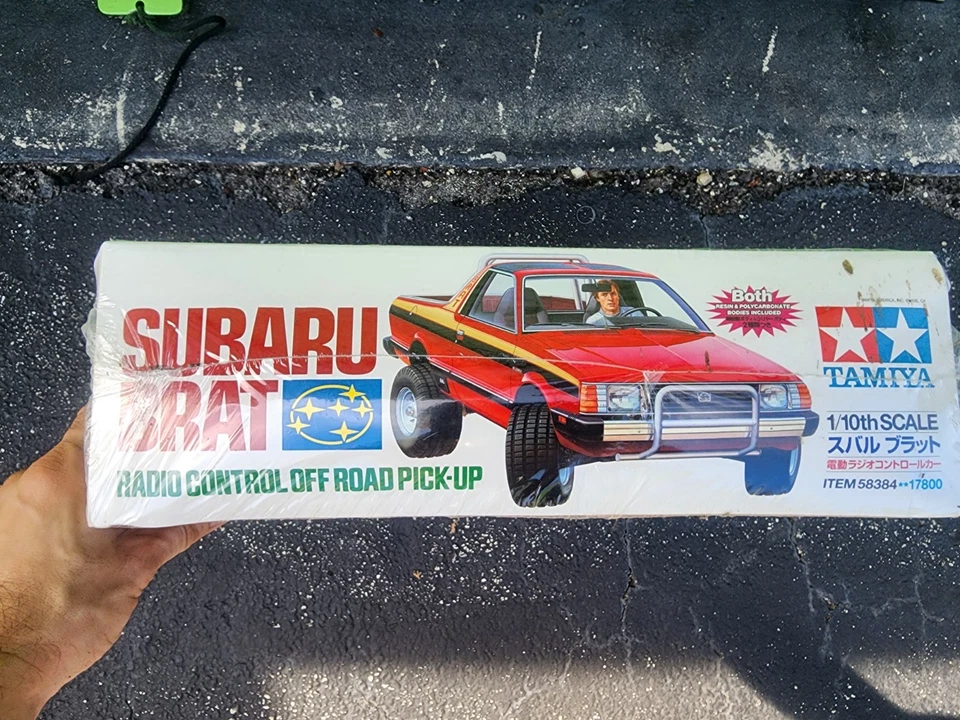 SUBARU
BRAT
RADIO CONTROL OFF ROAD PICK-UP
Both
RESIN & POLYCARBONATE
BODIES INCLUDED
TAMIYA
1/10th SCALE
スバル ブラット
電動ラジオコントロールカー
ITEM 58384 **17800